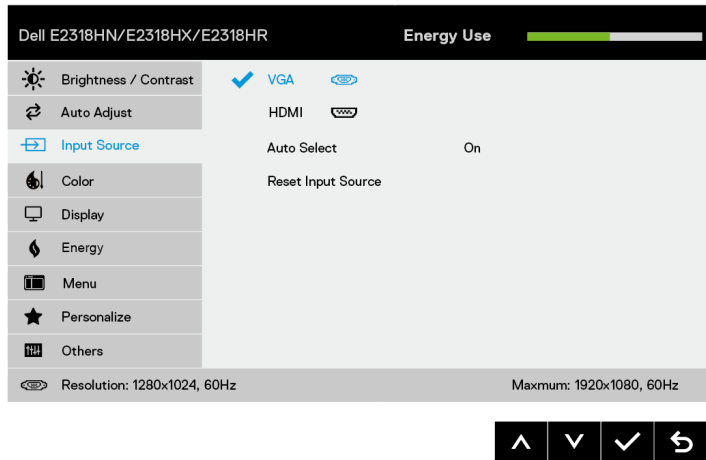 Dell E2318HN/E2318HX/E2318HR Energy Use
Brightness / Contrast VGA
Auto Adjust HDMI
Input Source Auto Select On
Color Reset Input Source
Display
Energy
Menu
Personalize
Others
Resolution: 1280x1024, 60Hz Maxmum: 1920x1080, 60Hz